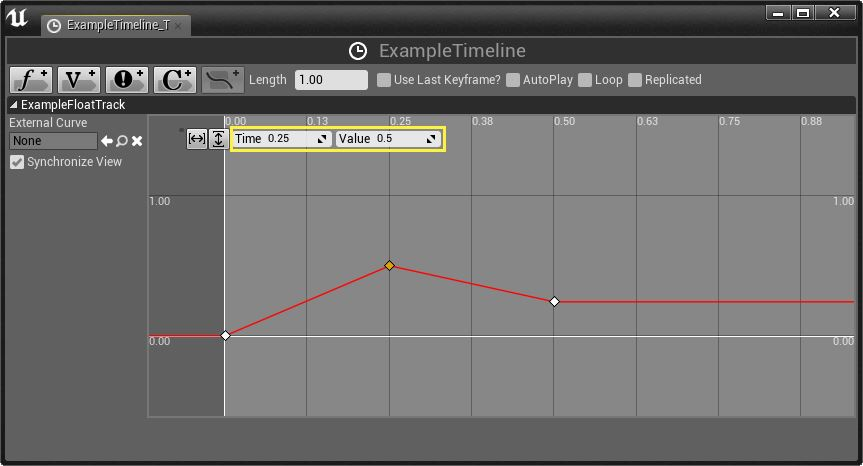 ExampleTimeline_T
ExampleTimeline
Length 1.00 Use Last Keyframe? AutoPlay Loop Replicated
ExampleFloatTrack
External Curve
None
Synchronize View
0.00 0.13 0.25 0.38 0.50 0.63 0.75 0.88
Time 0.25 Value 0.5
1.00 1.00
0.00 0.00